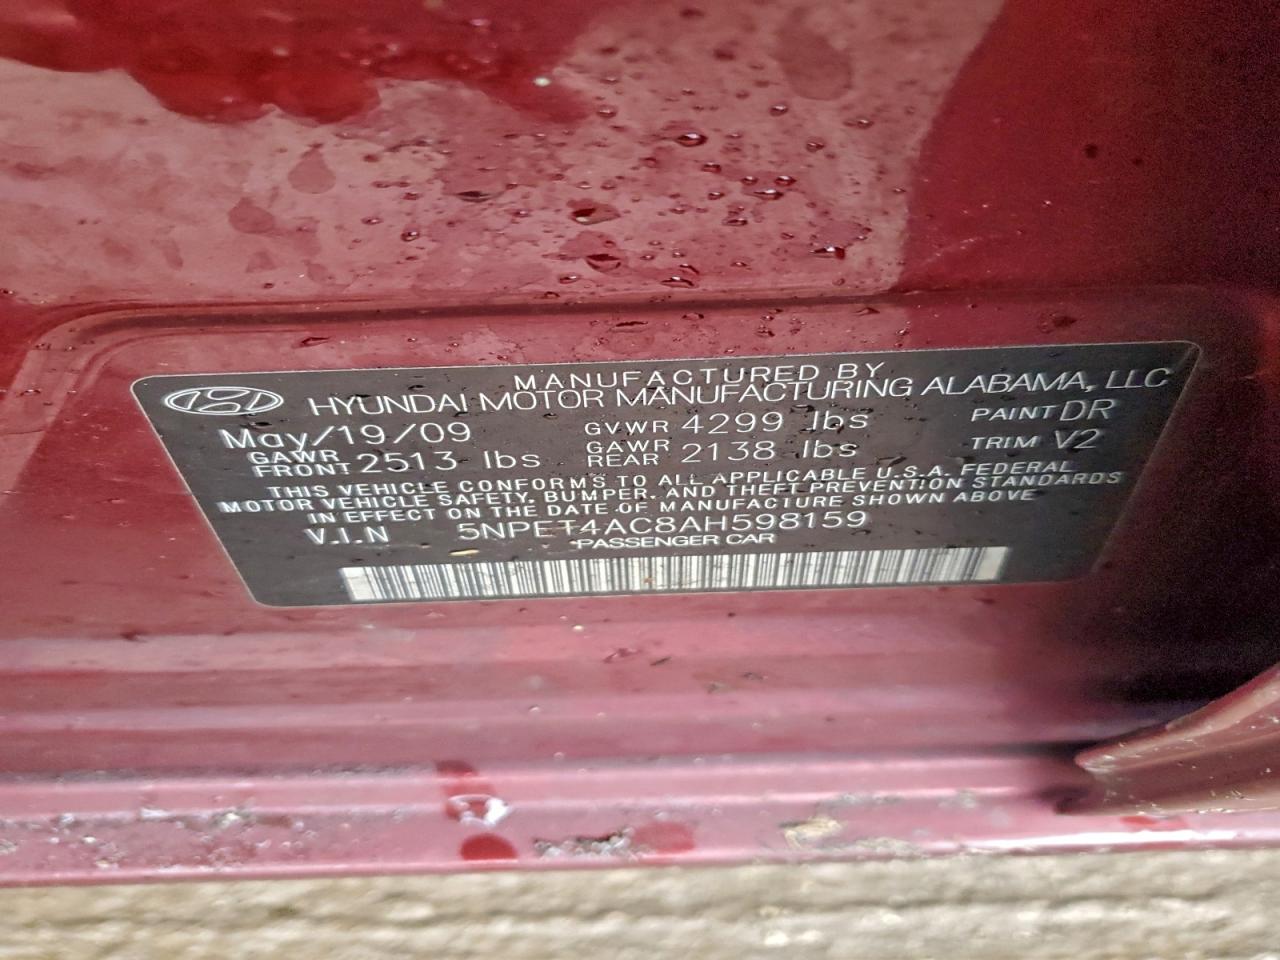 MANUFACTURED BY
HYUNDAI MOTOR MANUFACTURING ALABAMA, LLC
May/19/09 GVWR 4299 lbs PAINT DR
GAWR FRONT 2513 lbs GAWR REAR 2138 lbs TRIM V2
THIS VEHICLE CONFORMS TO ALL APPLICABLE U.S.A. FEDERAL
MOTOR VEHICLE SAFETY, BUMPER, AND THEFT PREVENTION STANDARDS
IN EFFECT ON THE DATE OF MANUFACTURE SHOWN ABOVE
V.I.N 5NPET4AC8AH598159
PASSENGER CAR